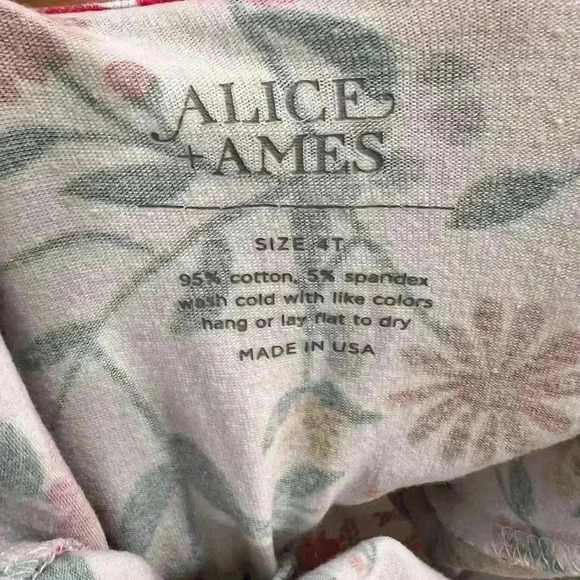 ALICE
+ AMES
SIZE 4T
95% cotton, 5% spandex
wash cold with like colors
hang or lay flat to dry
MADE IN USA